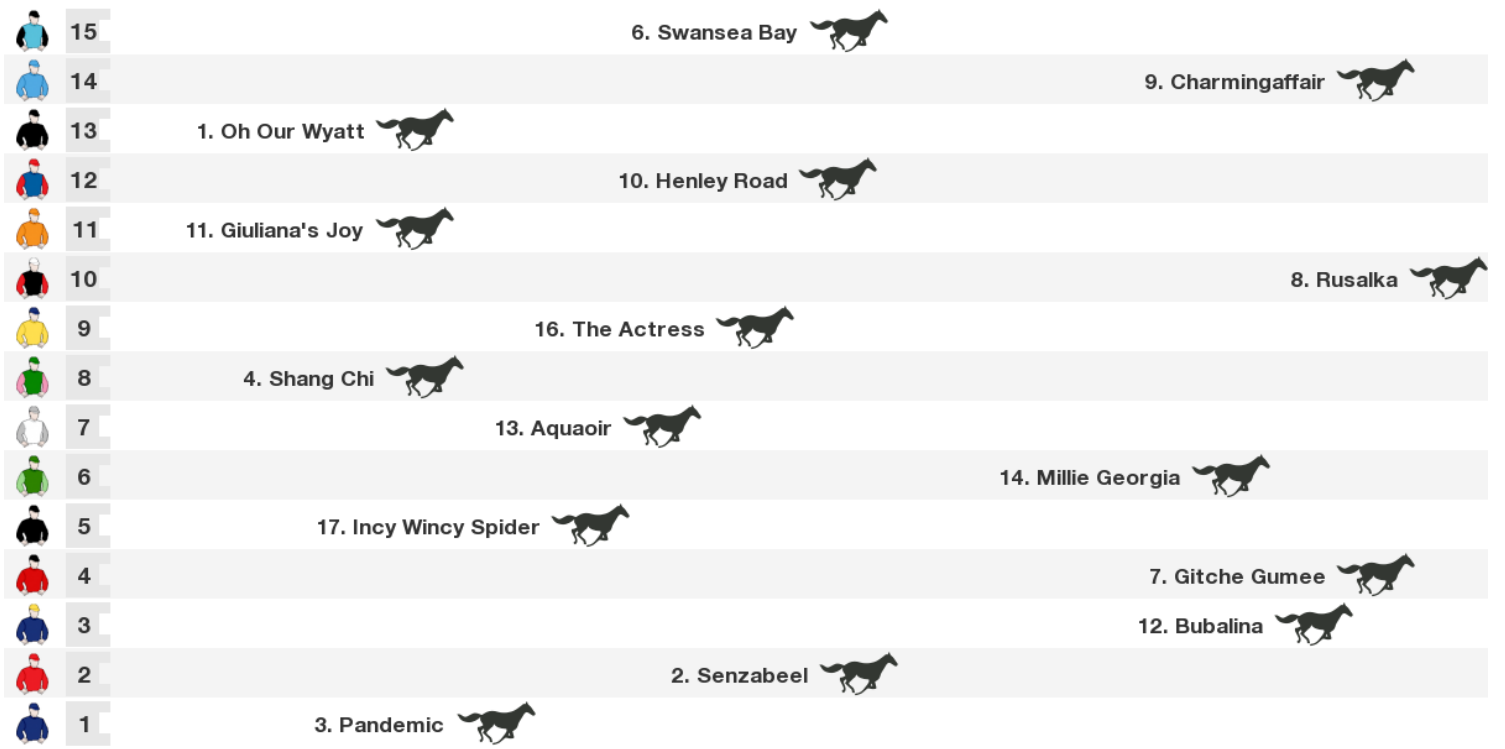 15 6. Swansea Bay
14 9. Charmingaffair
13 1. Oh Our Wyatt
12 10. Henley Road
11 11. Giuliana's Joy
10 8. Rusalka
9 16. The Actress
8 4. Shang Chi
7 13. Aquaoir
6 14. Millie Georgia
5 17. Incy Wincy Spider
4 7. Gitche Gumee
3 12. Bubalina
2 2. Senzabeel
1 3. Pandemic